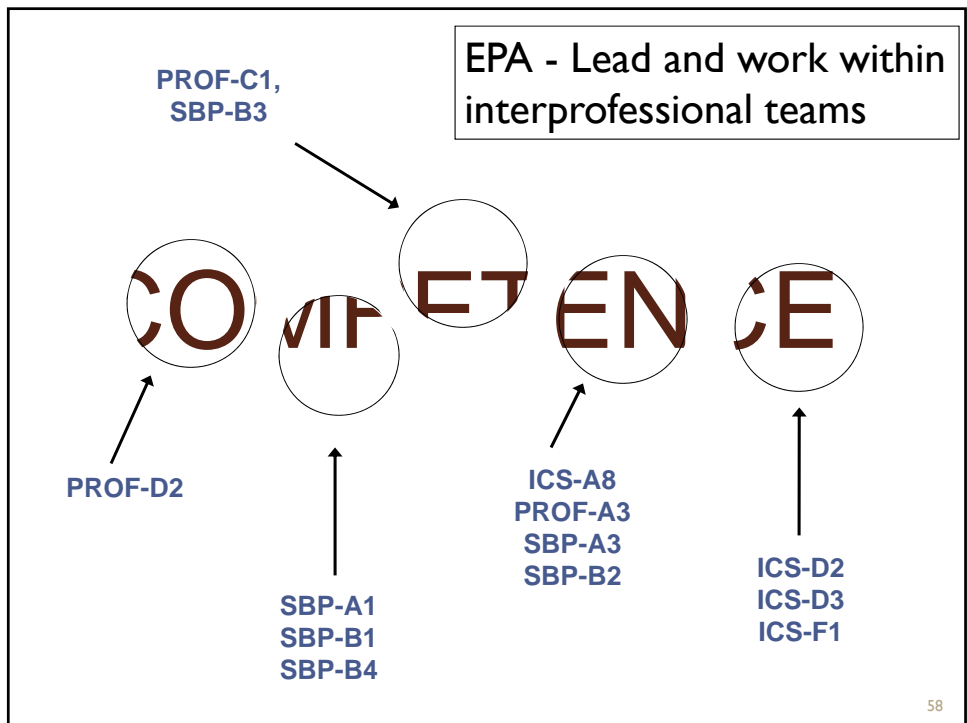 EPA - Lead and work within
interprofessional teams
PROF-C1,
SBP-B3
COMPETENCE
PROF-D2
SBP-A1
SBP-B1
SBP-B4
ICS-A8
PROF-A3
SBP-A3
SBP-B2
ICS-D2
ICS-D3
ICS-F1
58